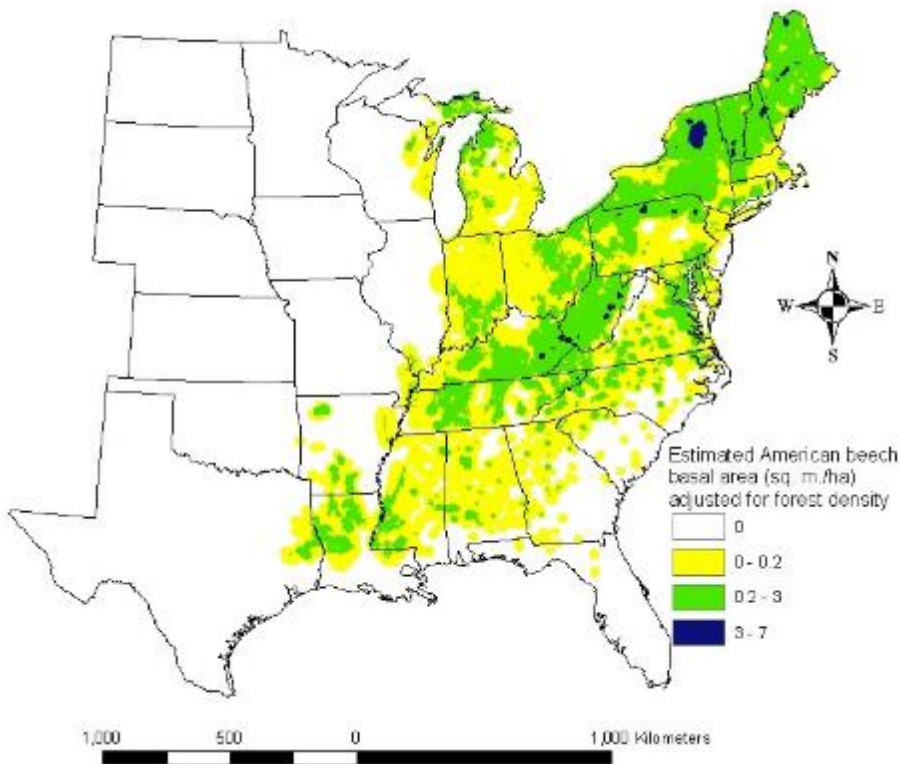 N
W E
S
Estimated American beech
basal area (sq. m./ha)
adjusted for forest density
0
0 - 0.2
0.2 - 3
3 - 7
1,000 500 0 1,000 Kilometers